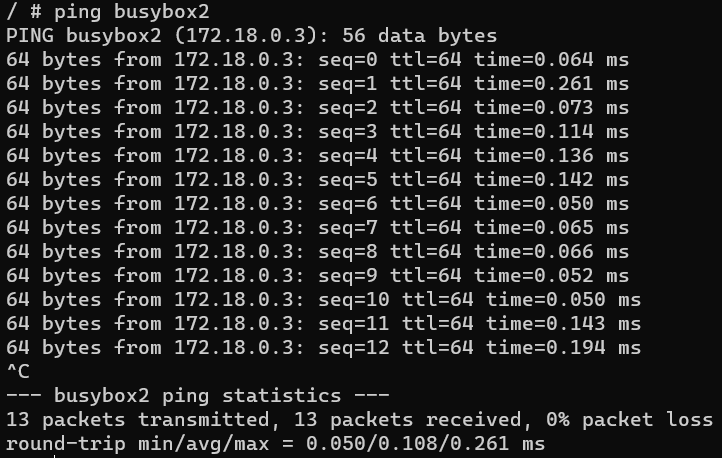 / # ping busybox2
PING busybox2 (172.18.0.3): 56 data bytes
64 bytes from 172.18.0.3: seq=0 ttl=64 time=0.064 ms
64 bytes from 172.18.0.3: seq=1 ttl=64 time=0.261 ms
64 bytes from 172.18.0.3: seq=2 ttl=64 time=0.073 ms
64 bytes from 172.18.0.3: seq=3 ttl=64 time=0.114 ms
64 bytes from 172.18.0.3: seq=4 ttl=64 time=0.136 ms
64 bytes from 172.18.0.3: seq=5 ttl=64 time=0.142 ms
64 bytes from 172.18.0.3: seq=6 ttl=64 time=0.050 ms
64 bytes from 172.18.0.3: seq=7 ttl=64 time=0.065 ms
64 bytes from 172.18.0.3: seq=8 ttl=64 time=0.066 ms
64 bytes from 172.18.0.3: seq=9 ttl=64 time=0.052 ms
64 bytes from 172.18.0.3: seq=10 ttl=64 time=0.050 ms
64 bytes from 172.18.0.3: seq=11 ttl=64 time=0.143 ms
64 bytes from 172.18.0.3: seq=12 ttl=64 time=0.194 ms
^C
--- busybox2 ping statistics ---
13 packets transmitted, 13 packets received, 0% packet loss
round-trip min/avg/max = 0.050/0.108/0.261 ms